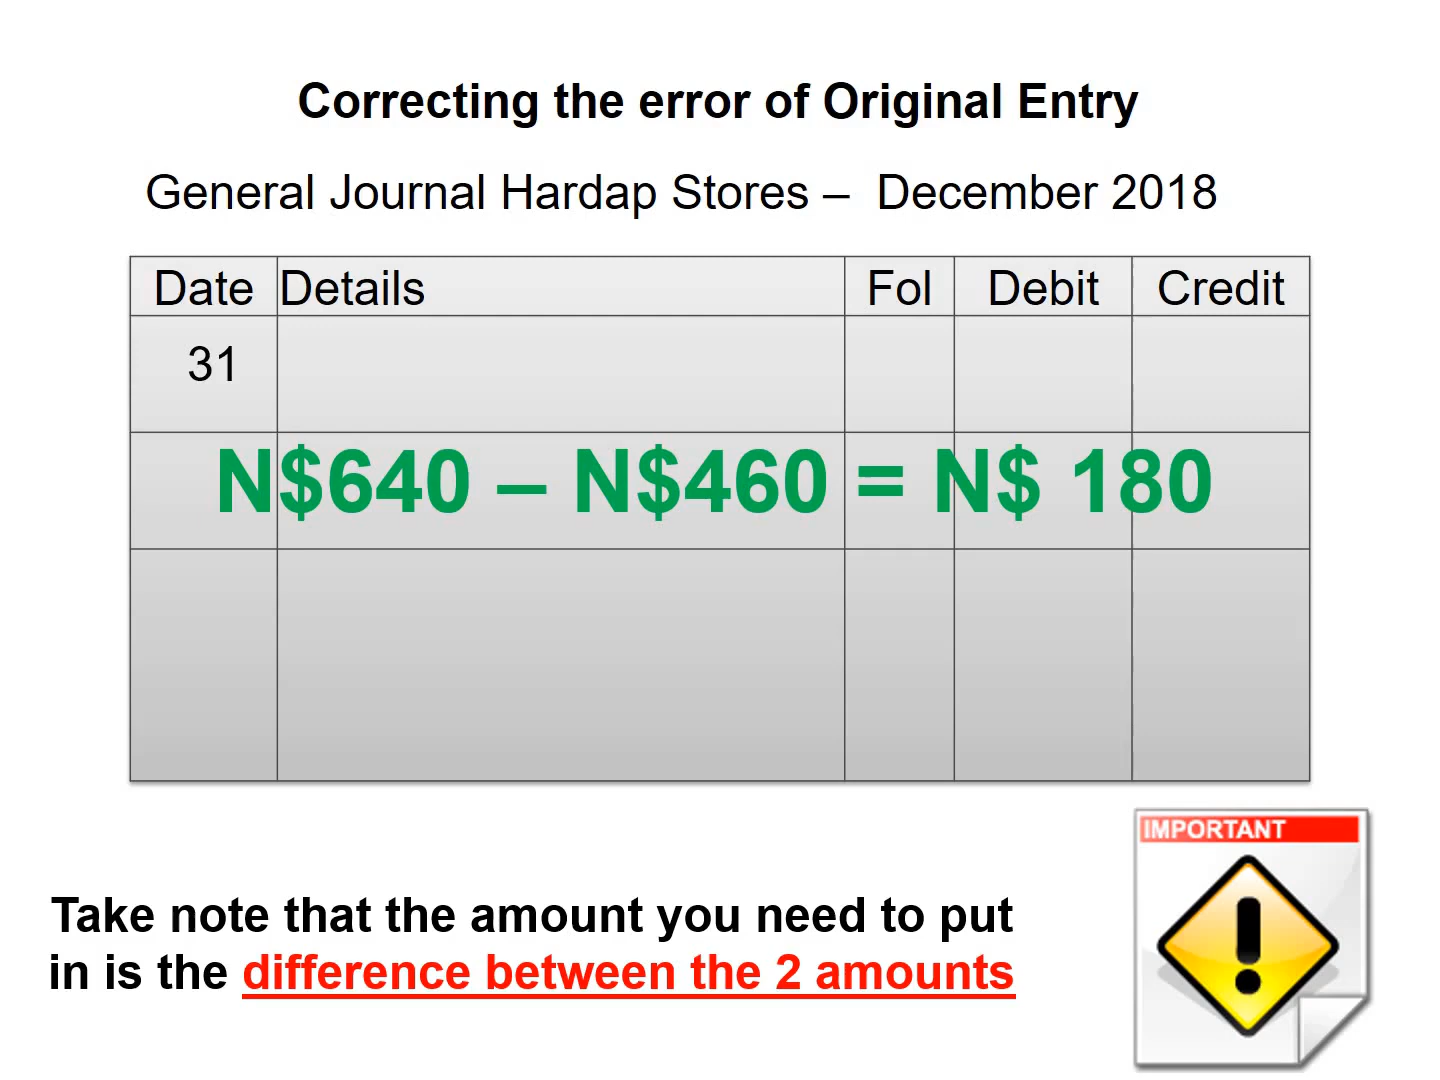 Correcting the error of Original Entry
General Journal Hardap Stores – December 2018
Date Details Fol Debit Credit
31
N$640 – N$460 = N$ 180
IMPORTANT
Take note that the amount you need to put
in is the difference between the 2 amounts